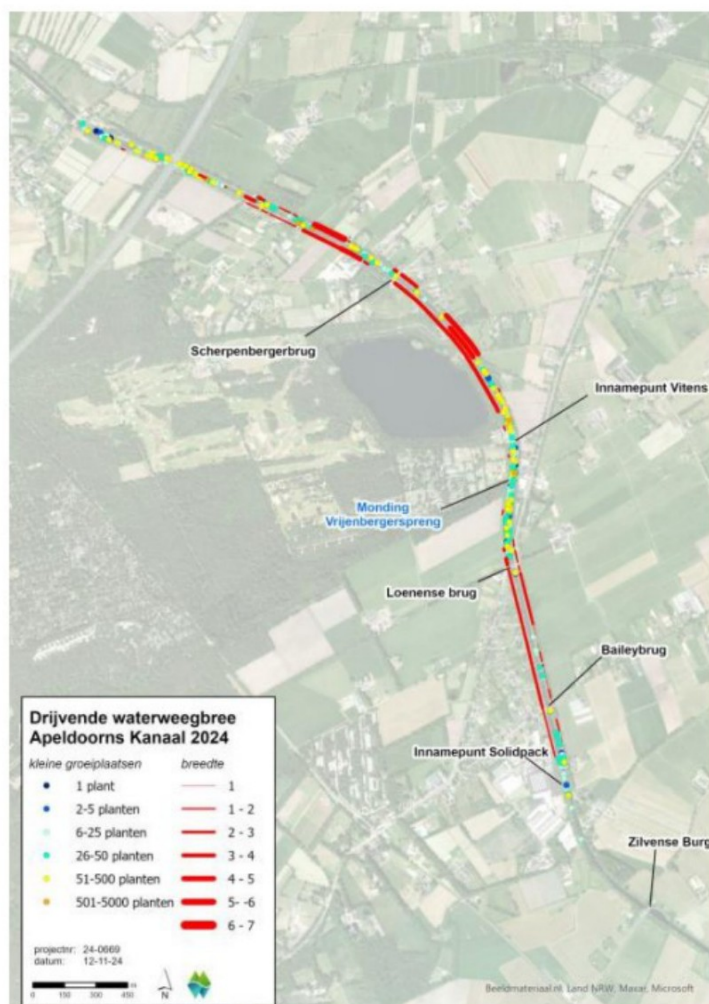 Scherpenbergerbrug
Innamepunt Vitens
Monding
Vrijenbergerspreng
Loenense brug
Baileybrug
Innamepunt Solidpack
Zilvense Burg
Drijvende waterweegbree
Apeldoorns Kanaal 2024
kleine groeiplaatsen breedte
1 plant 1
2-5 planten 1 - 2
6-25 planten 2 - 3
26-50 planten 3 - 4
51-500 planten 4 - 5
501-5000 planten 5- -6
6 - 7
projectnr: 24-0669
datum: 12-11-24
0 150 300 450 m
N
Beeldmateriaal.nl, Land NRW, Maxar, Microsoft